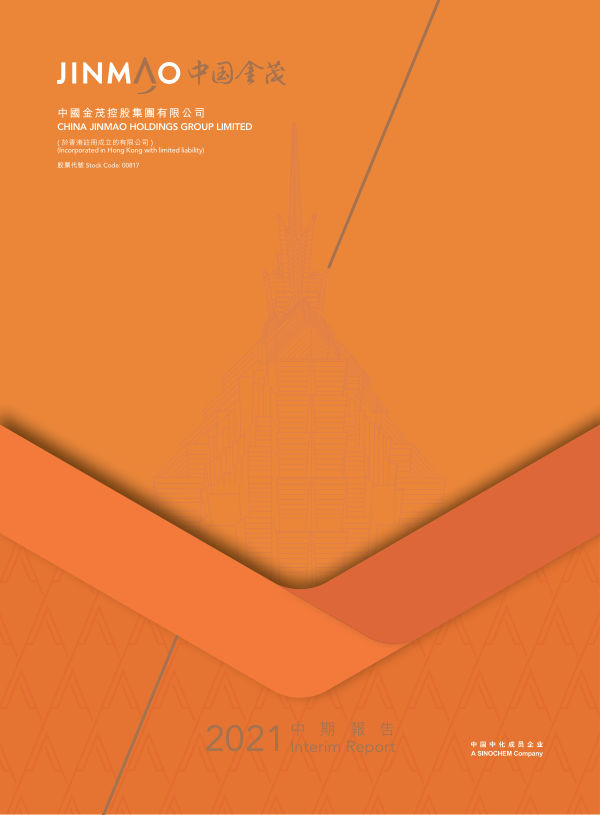 JINMAO 中国金茂
中國金茂控股集團有限公司
CHINA JINMAO HOLDINGS GROUP LIMITED
(於香港註冊成立的有限公司)
(Incorporated in Hong Kong with limited liability)
股票代號 Stock Code: 00817
2021 中期報告
Interim Report
中国中化成员企业
A SINOCHEM Company